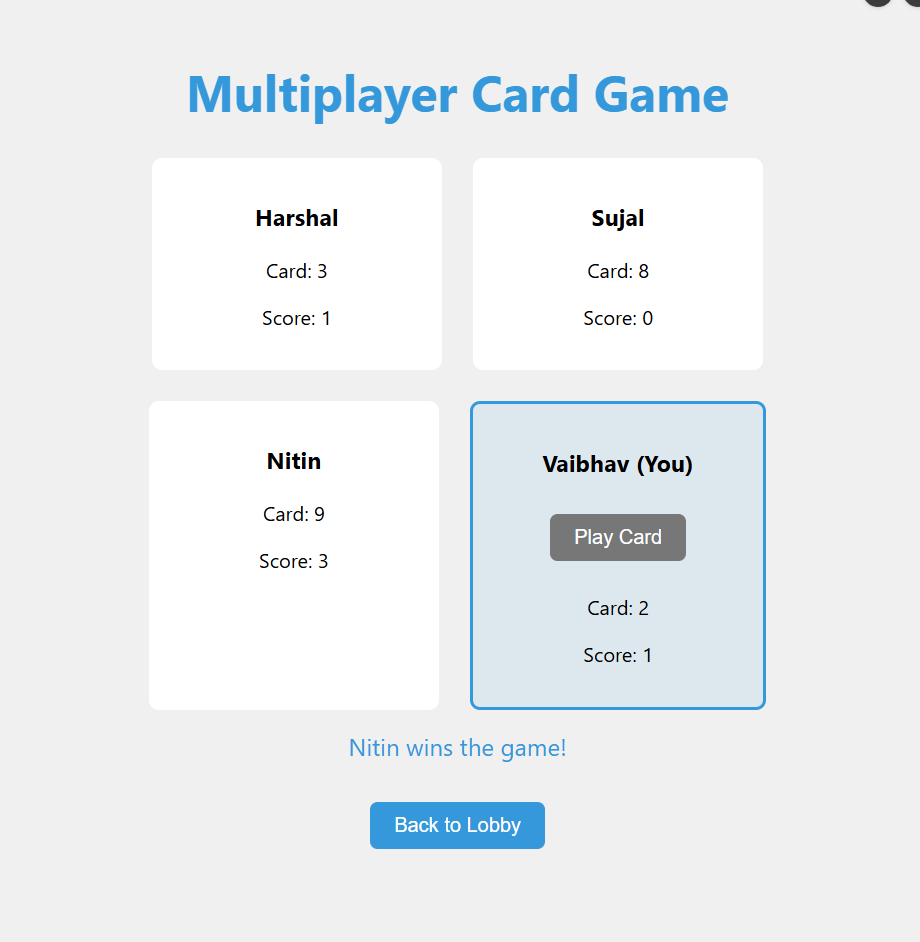 Multiplayer Card Game
Harshal
Card: 3
Score: 1
Sujal
Card: 8
Score: 0
Nitin
Card: 9
Score: 3
Vaibhav (You)
Play Card
Card: 2
Score: 1
Nitin wins the game!
Back to Lobby